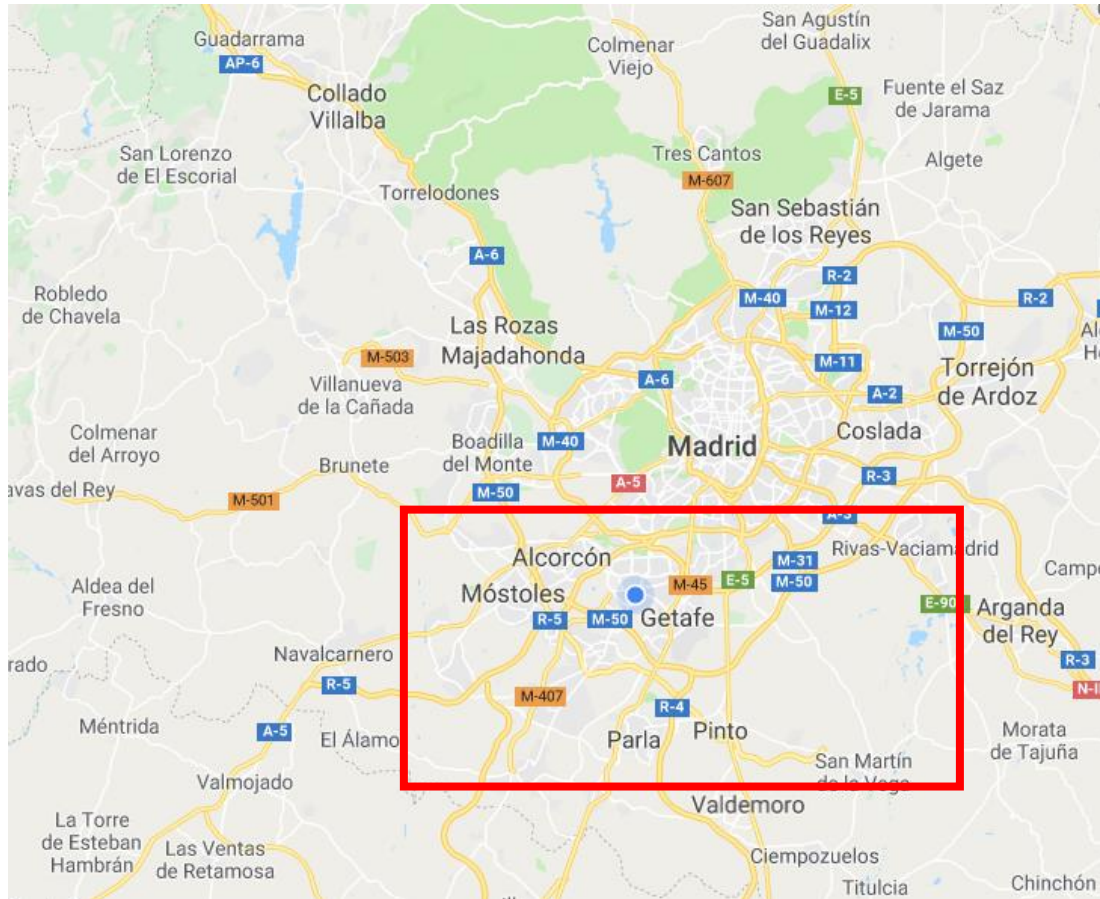 San Agustín
del Guadalix
Guadarrama
Colmenar
Viejo
AP-6
Fuente el Saz
de Jarama
Collado
Villalba
E-5
San Lorenzo
de El Escorial
Tres Cantos
Algete
M-607
Torrelodones
San Sebastián
de los Reyes
A-6
R-2
Robledo
de Chavela
M-40
R-2
M-12
Las Rozas
M-50
Majadahonda
M-503
M-11
Torrejón
de Ardoz
Villanueva
de la Cañada
A-6
A-2
Colmenar
del Arroyo
Boadilla
del Monte
M-40
Madrid
Coslada
Brunete
R-3
A-5
avas del Rey
M-50
M-501
A-3
Rivas-Vaciamadrid
Alcorcón
M-31
M-50
Aldea del
Fresno
Móstoles
M-45
E-5
E-90
Arganda
del Rey
R-5
M-50
Getafe
Navalcarnero
R-3
R-5
M-407
R-4
Méntrida
A-5
El Álamo
Parla
Pinto
Morata
de Tajuña
San Martín
de la Vega
Valmojado
Valdemoro
La Torre
de Esteban
Hambrán
Las Ventas
de Retamosa
Ciempozuelos
Titulcia
Chinchón